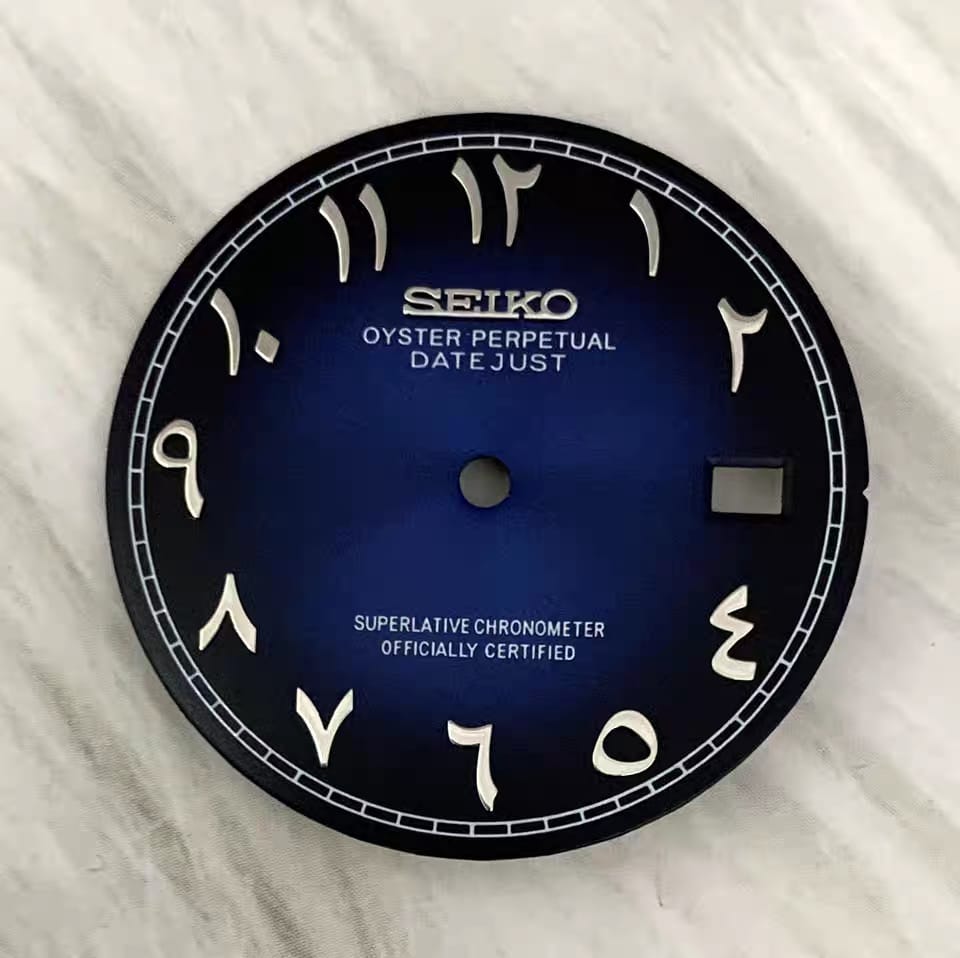 ١٢
١
٢
٤
٥
٦
٧
٨
٩
١٠
١١
SEIKO
OYSTER PERPETUAL
DATEJUST
SUPERLATIVE CHRONOMETER
OFFICIALLY CERTIFIED